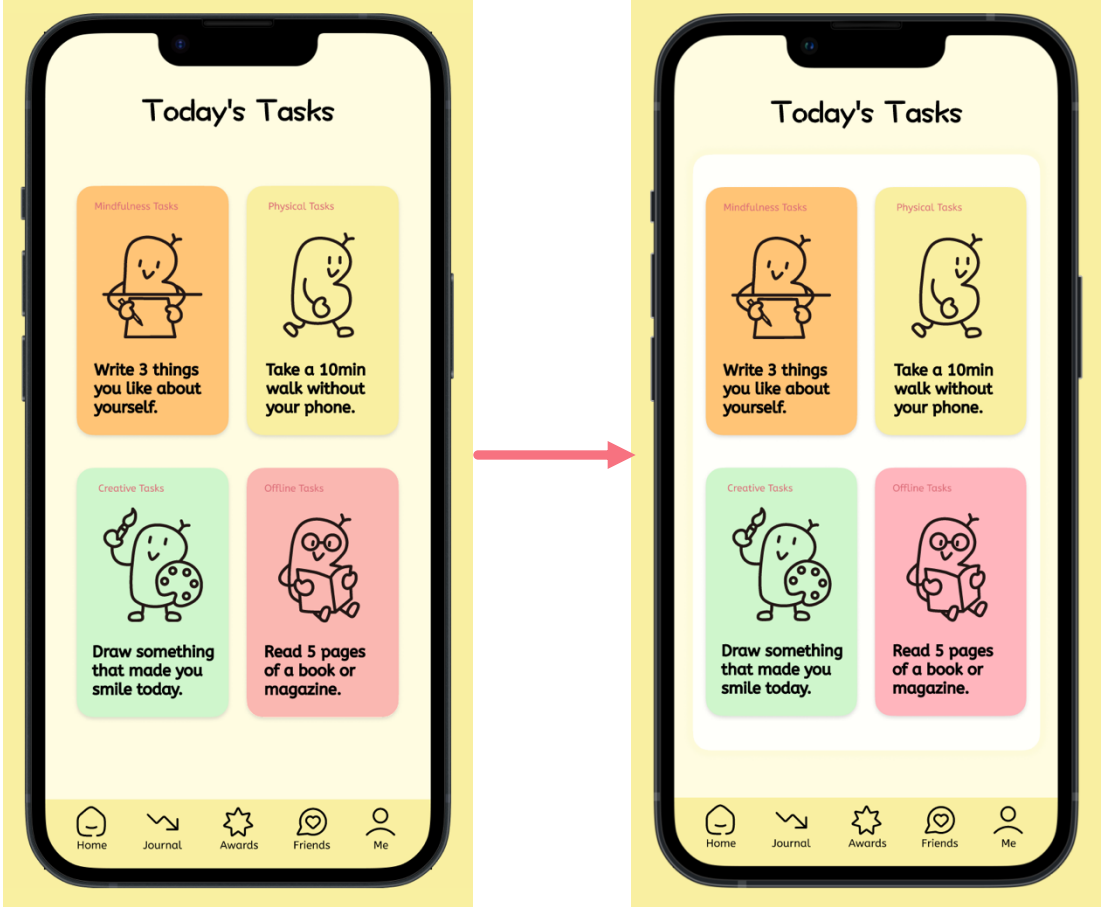 Today's Tasks
Mindfulness Tasks
Physical Tasks
Write 3 things
you like about
yourself.
Take a 10min
walk without
your phone.
Creative Tasks
Offline Tasks
Draw something
that made you
smile today.
Read 5 pages
of a book or
magazine.
Home
Journal
Awards
Friends
Me
Today's Tasks
Mindfulness Tasks
Physical Tasks
Write 3 things
you like about
yourself.
Take a 10min
walk without
your phone.
Creative Tasks
Offline Tasks
Draw something
that made you
smile today.
Read 5 pages
of a book or
magazine.
Home
Journal
Awards
Friends
Me